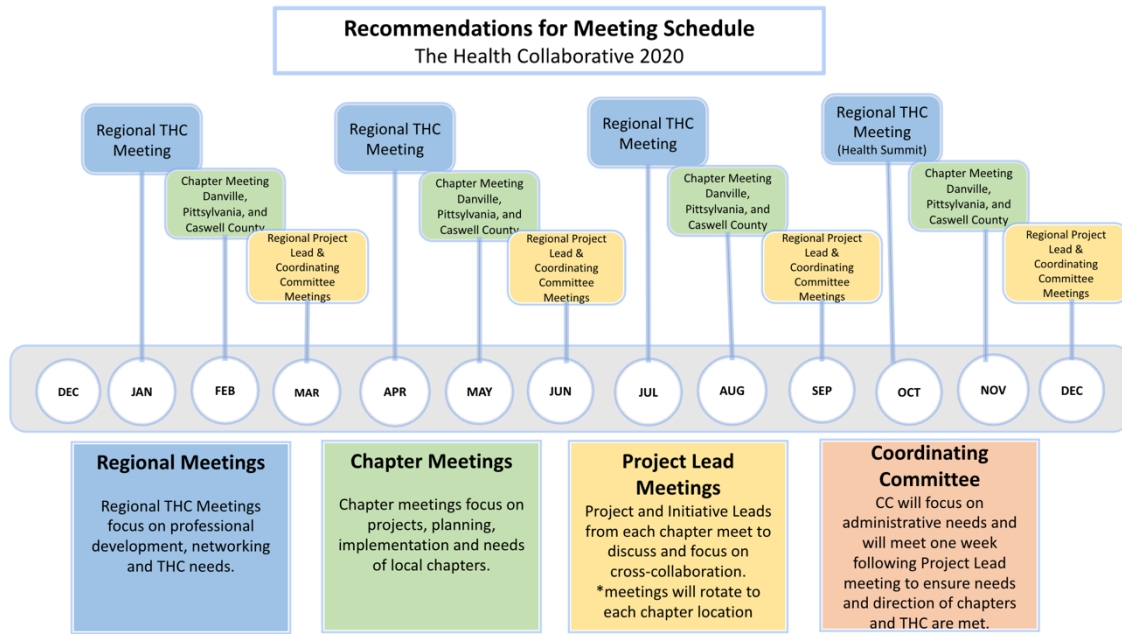 Recommendations for Meeting Schedule
The Health Collaborative 2020
Regional THC
Meeting
Chapter Meeting
Danville,
Pittsylvania, and
Caswell County
Regional Project
Lead &
Coordinating
Committee
Meetings
Regional THC
Meeting
Chapter Meeting
Danville,
Pittsylvania, and
Caswell County
Regional Project
Lead &
Coordinating
Committee
Meetings
Regional THC
Meeting
Chapter Meeting
Danville,
Pittsylvania, and
Caswell County
Regional Project
Lead &
Coordinating
Committee
Meetings
Regional THC
Meeting
(Health Summit)
Chapter Meeting
Danville,
Pittsylvania, and
Caswell County
Regional Project
Lead &
Coordinating
Committee
Meetings
DEC
JAN
FEB
MAR
APR
MAY
JUN
JUL
AUG
SEP
OCT
NOV
DEC
Regional Meetings
Regional THC Meetings
focus on professional
development, networking
and THC needs.
Chapter Meetings
Chapter meetings focus on
projects, planning,
implementation and needs
of local chapters.
Project Lead
Meetings
Project and Initiative Leads
from each chapter meet to
discuss and focus on
cross-collaboration.
*meetings will rotate to
each chapter location
Coordinating
Committee
CC will focus on
administrative needs and
will meet one week
following Project Lead
meeting to ensure needs
and direction of chapters
and THC are met.